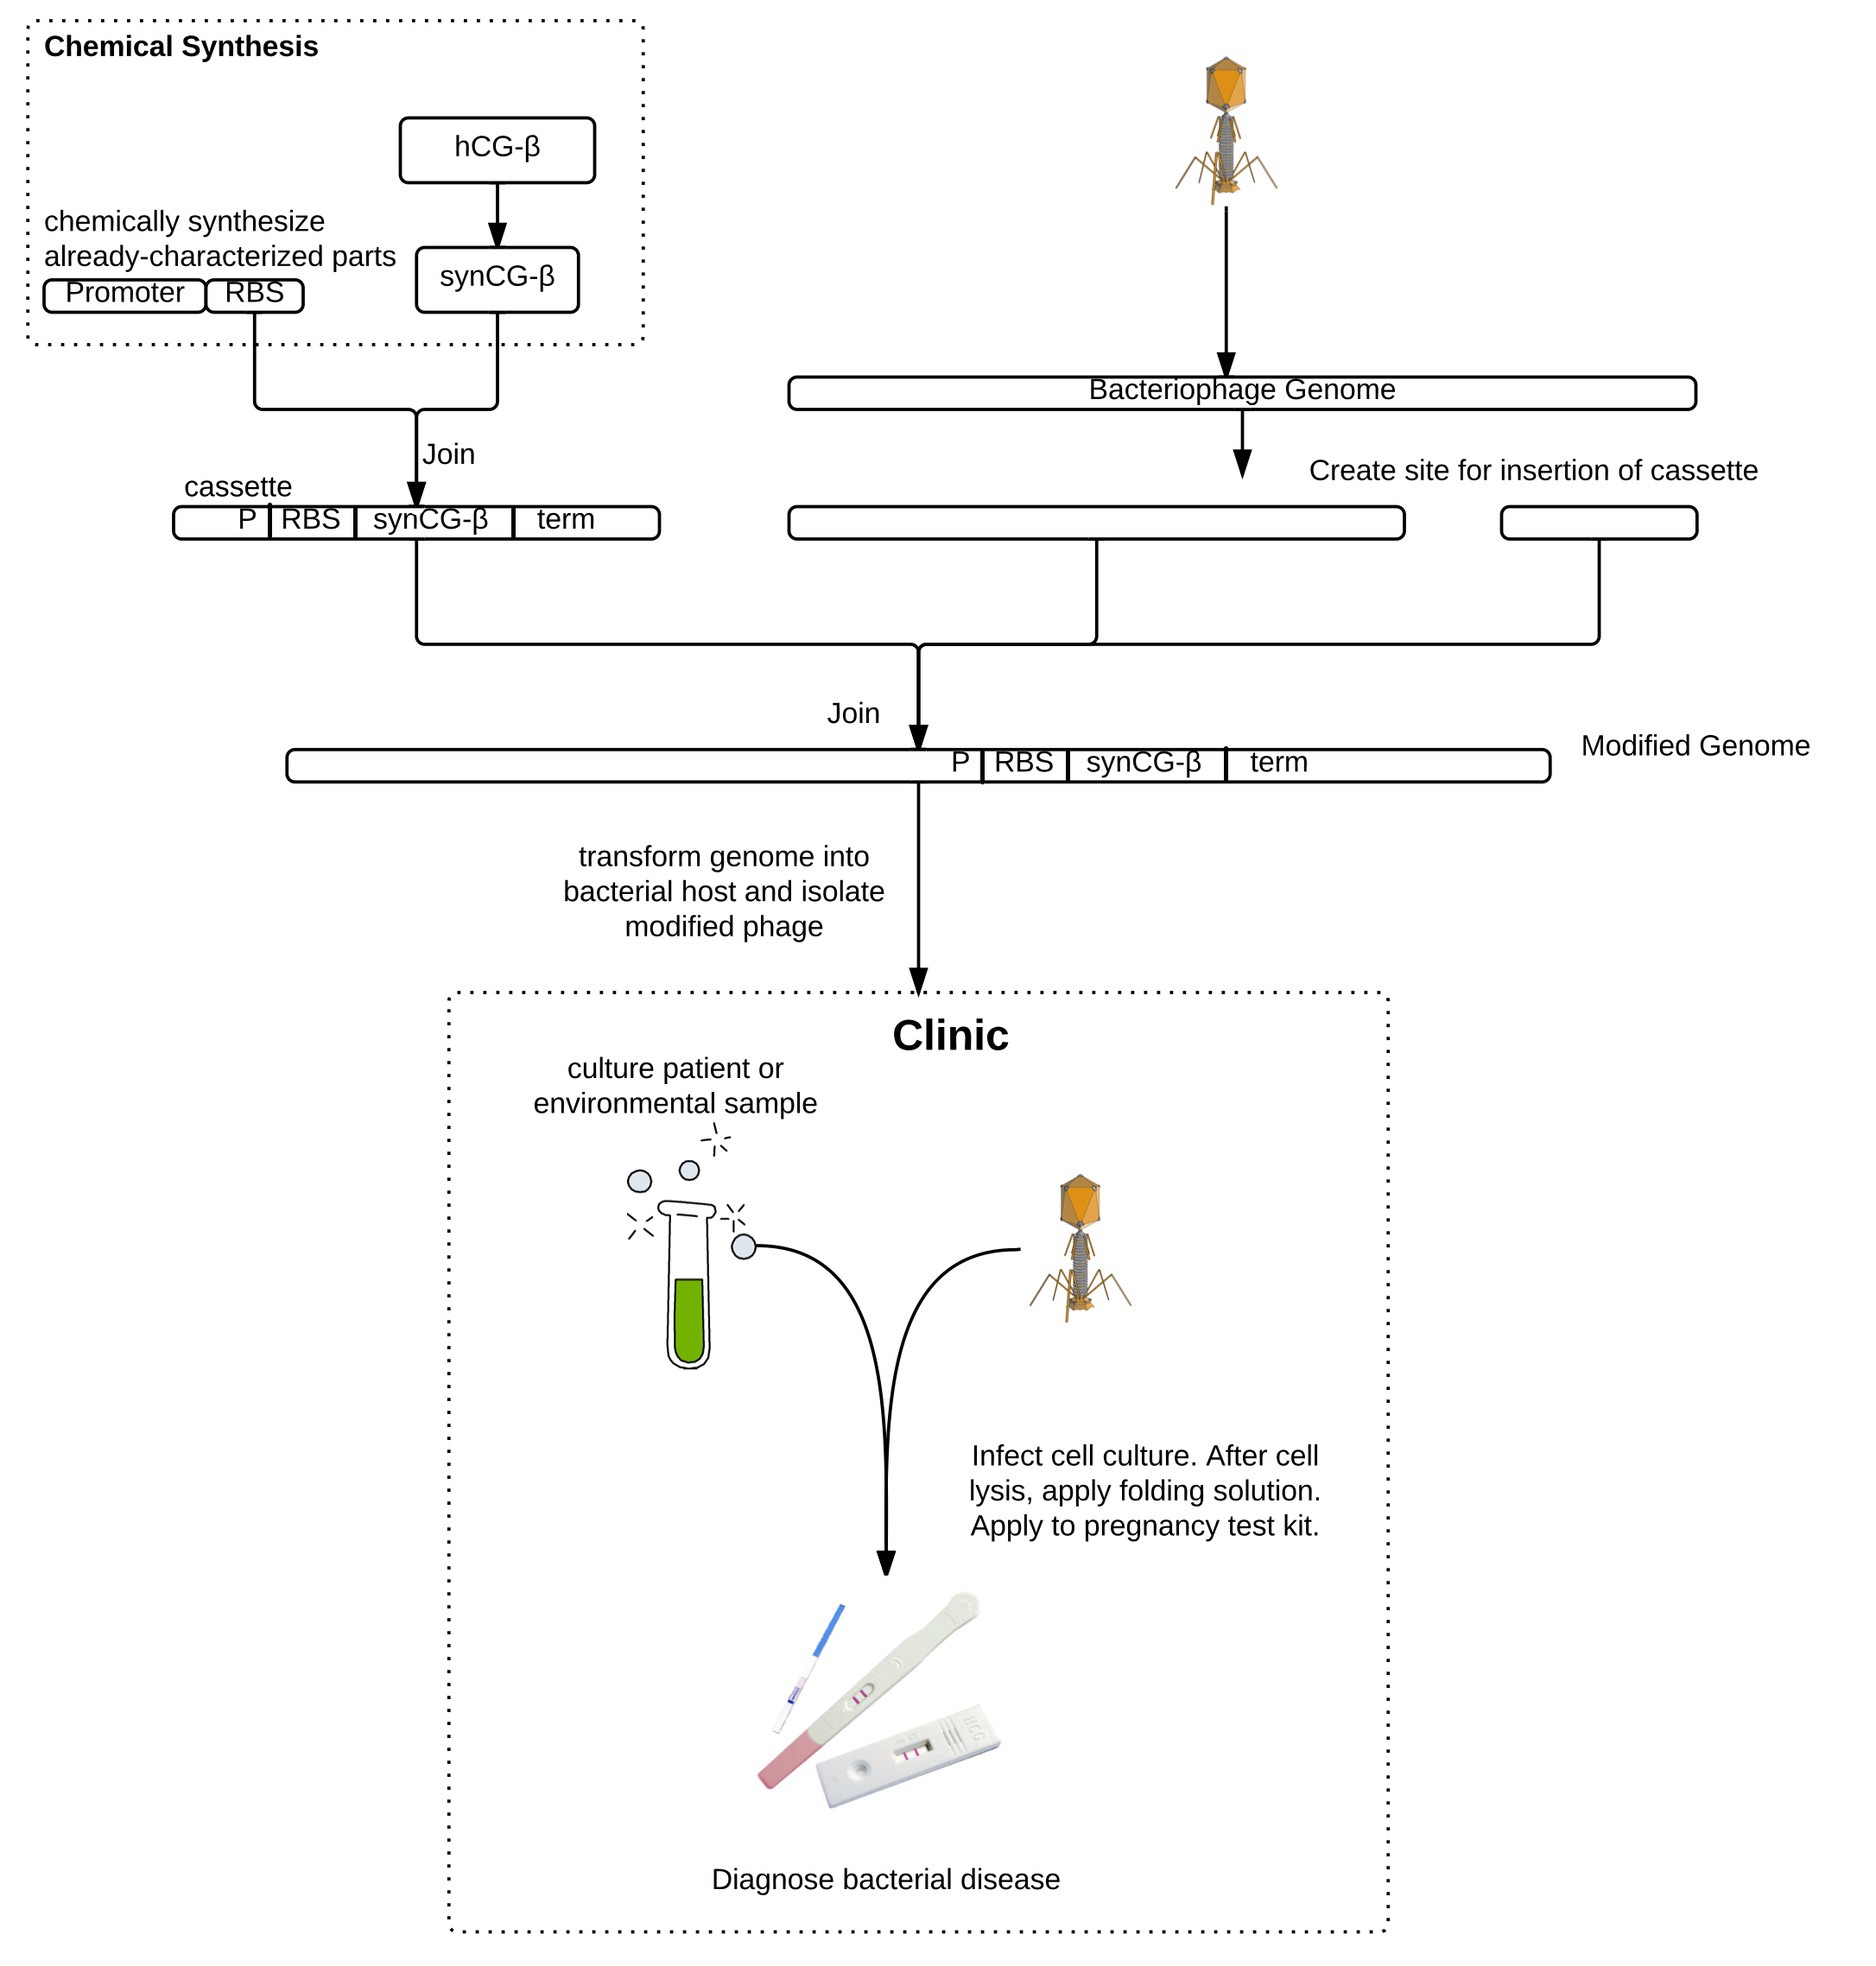 Chemical Synthesis
hCG-β
chemically synthesize
already-characterized parts
Promoter
RBS
synCG-β
Bacteriophage Genome
Join
Create site for insertion of cassette
cassette
P
RBS
synCG-β
term
Join
Modified Genome
P
RBS
synCG-β
term
transform genome into
bacterial host and isolate
modified phage
Clinic
culture patient or
environmental sample
Infect cell culture. After cell
lysis, apply folding solution.
Apply to pregnancy test kit.
HCG
Diagnose bacterial disease